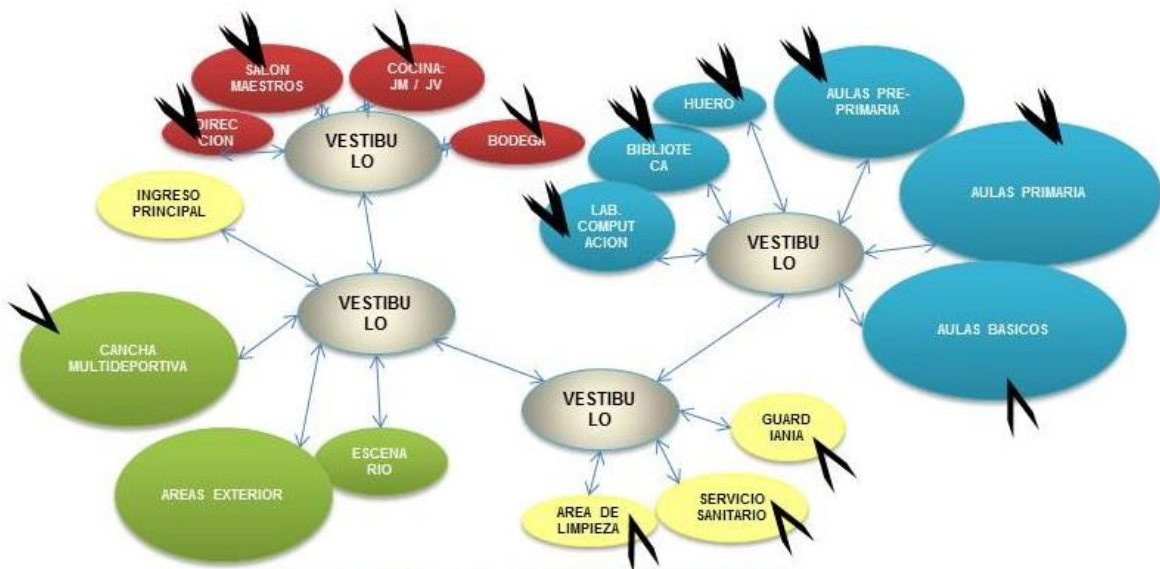 SALON
MAESTROS
COCINA:
JM / JV
DIREC
CION
VESTIBU
LO
BODEGA
INGRESO
PRINCIPAL
VESTIBU
LO
CANCHA
MULTIDEPORTIVA
AREAS EXTERIOR
ESCENA
RIO
HUERO
AULAS PRE-
PRIMARIA
BIBLIOTE
CA
AULAS PRIMARIA
LAB.
COMPUT
ACION
VESTIBU
LO
AULAS BASICOS
VESTIBU
LO
GUARD
IANIA
AREA DE
LIMPIEZA
SERVICIO
SANITARIO